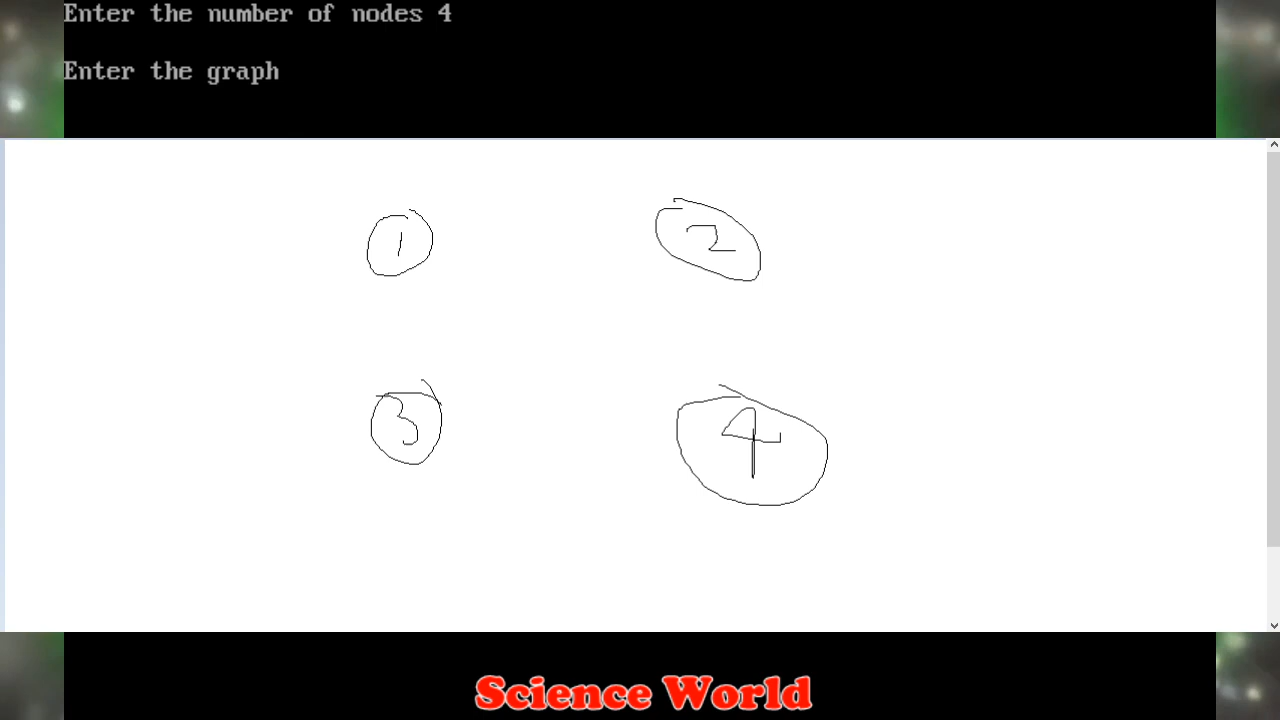 Enter the number of nodes 4
Enter the graph
1 2
3 4
Science World